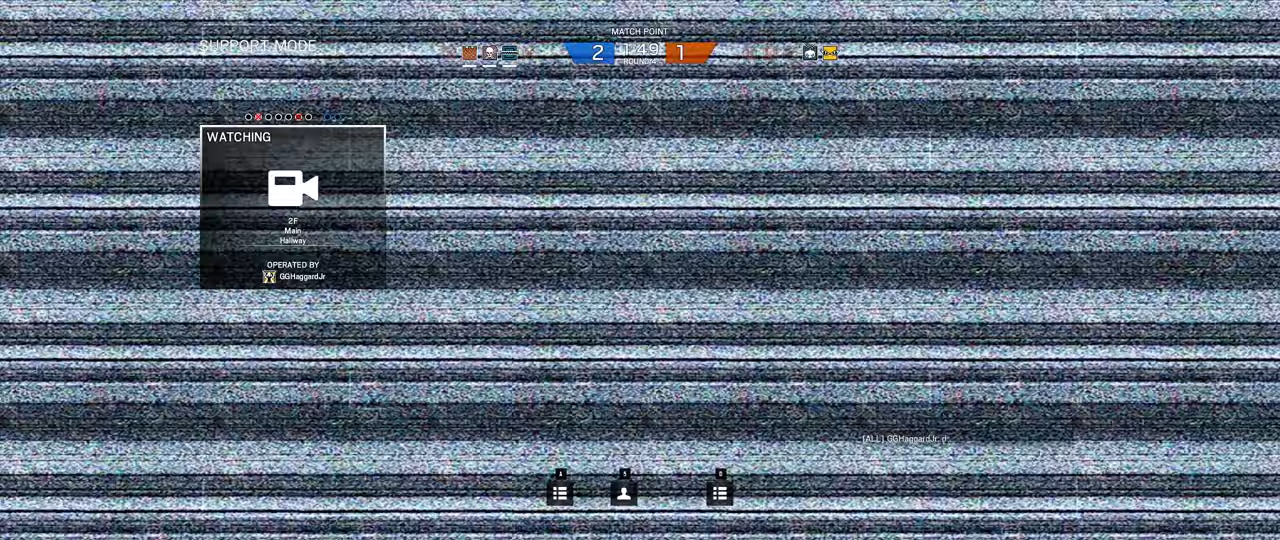 SUPPORT MODE
MATCH POINT
2
1:49
1
ROUND 4
WATCHING
2F
Main
Hallway
OPERATED BY
GGHaggardJr
[ALL] GGHaggardJr: d